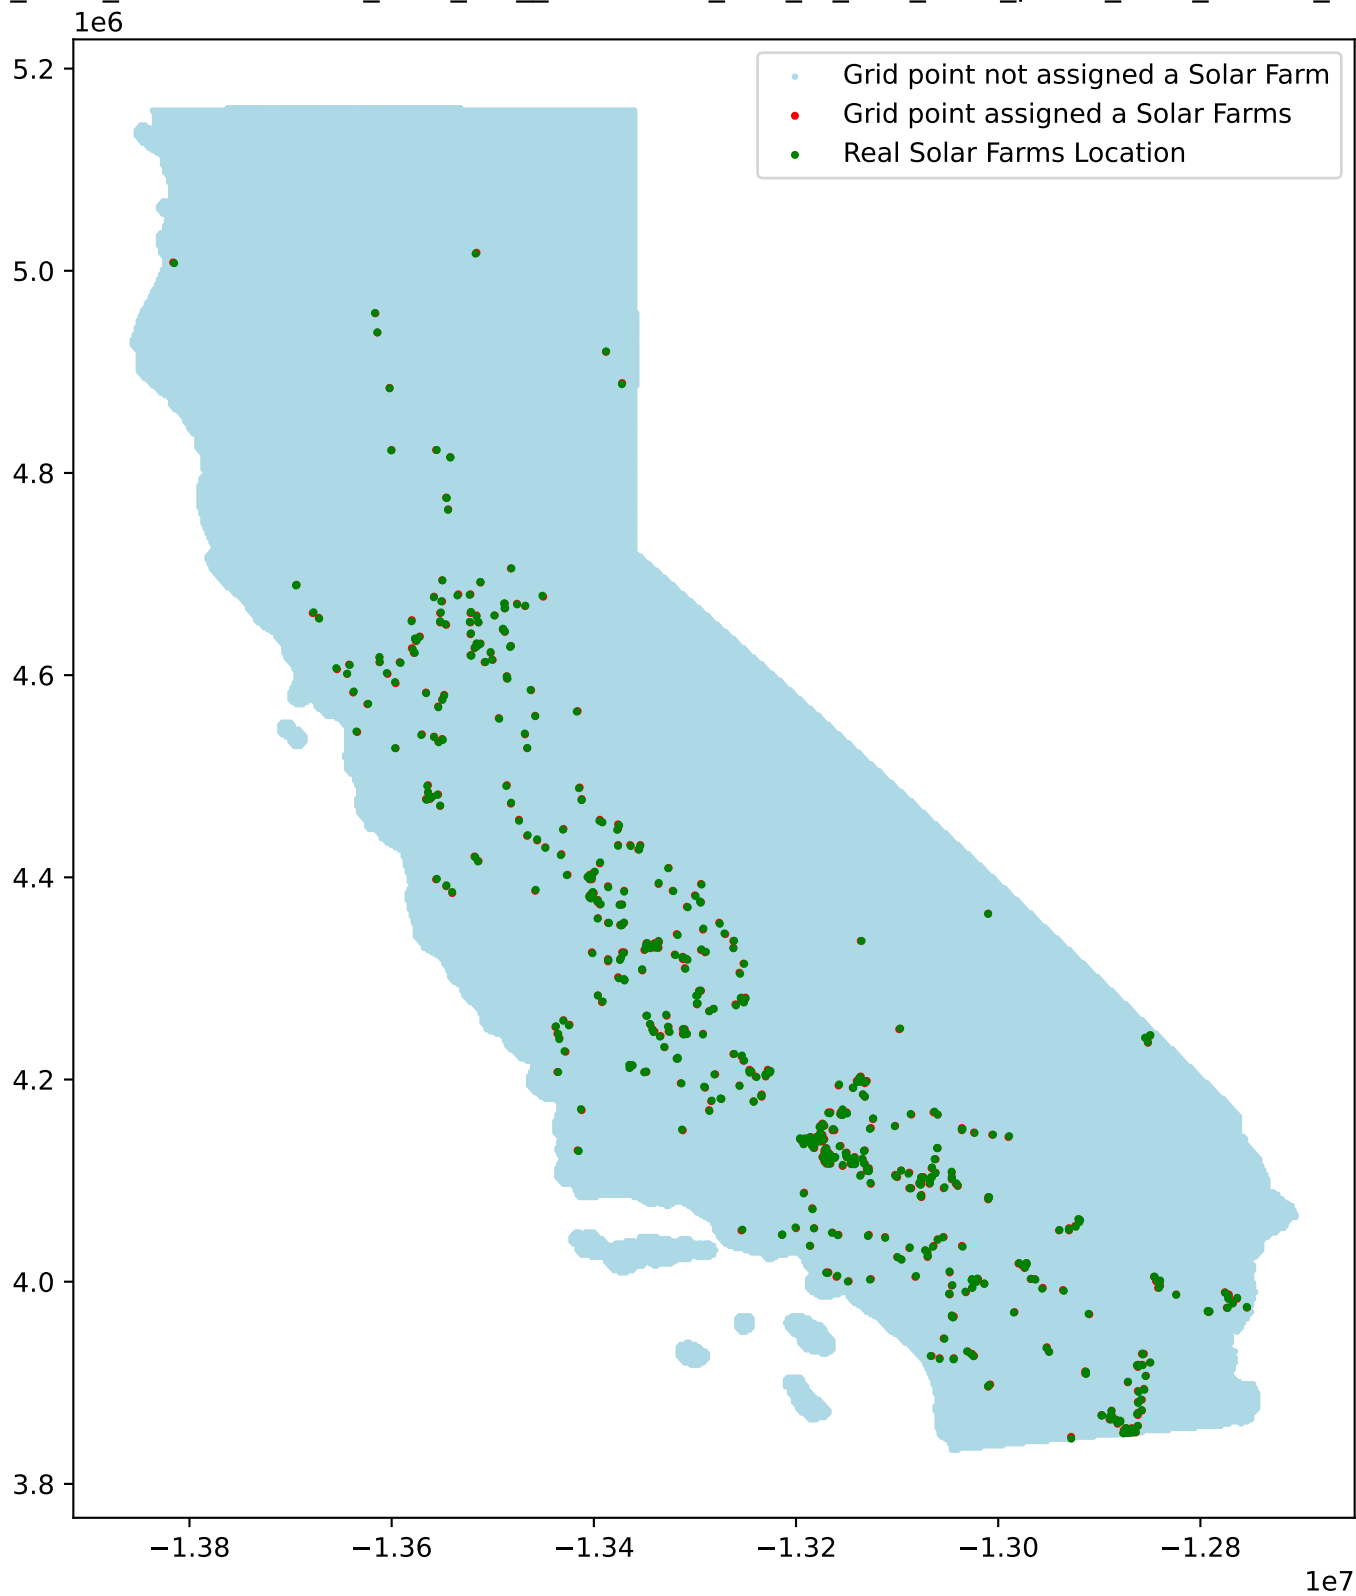 1e6
5.2
Grid point not assigned a Solar Farm
Grid point assigned a Solar Farms
Real Solar Farms Location
5.0
4.8
4.6
4.4
4.2
4.0
3.8
−1.38 −1.36 −1.34 −1.32 −1.30 −1.28
1e7